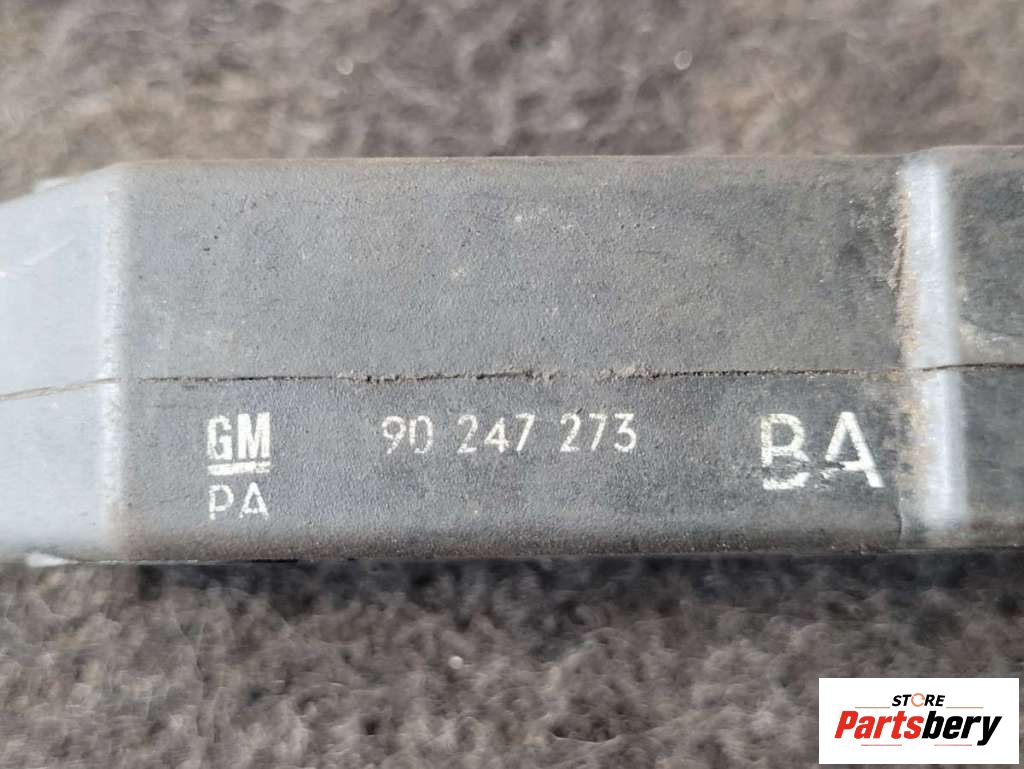 GM 90 247 273 BA
PA
STORE
Partsbery